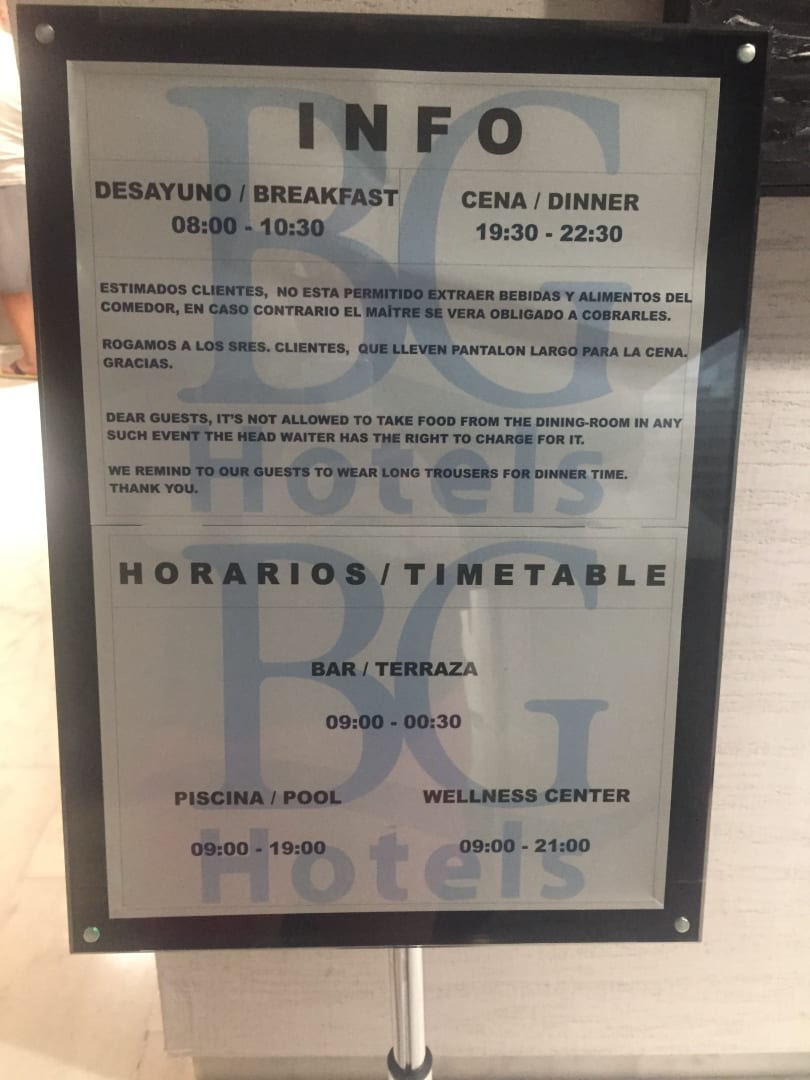 INFO
DESAYUNO / BREAKFAST
08:00 - 10:30
CENA / DINNER
19:30 - 22:30
ESTIMADOS CLIENTES, NO ESTA PERMITIDO EXTRAER BEBIDAS Y ALIMENTOS DEL
COMEDOR, EN CASO CONTRARIO EL MAÎTRE SE VERA OBLIGADO A COBRARLES.
ROGAMOS A LOS SRES. CLIENTES, QUE LLEVEN PANTALON LARGO PARA LA CENA.
GRACIAS.
DEAR GUESTS, IT'S NOT ALLOWED TO TAKE FOOD FROM THE DINING-ROOM IN ANY
SUCH EVENT THE HEAD WAITER HAS THE RIGHT TO CHARGE FOR IT.
WE REMIND TO OUR GUESTS TO WEAR LONG TROUSERS FOR DINNER TIME.
THANK YOU.
BG
Hotels
HORARIOS/TIMETABLE
BAR / TERRAZA
09:00 - 00:30
PISCINA / POOL
09:00 - 19:00
WELLNESS CENTER
09:00 - 21:00
BG
Hotels